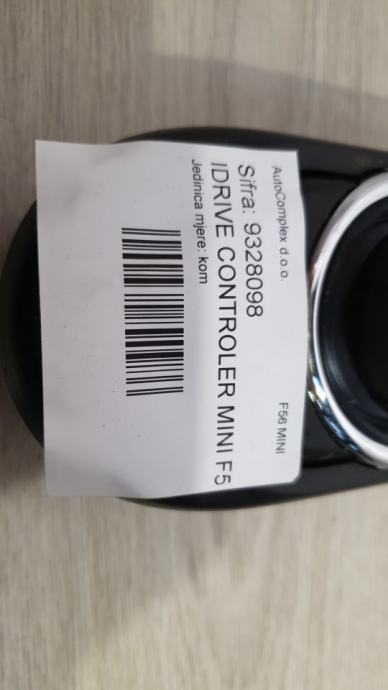 AutoComplex d.o.o.
F56 MINI
Sifra: 9328098
IDRIVE CONTROLER MINI F5
Jedinica mjere: kom